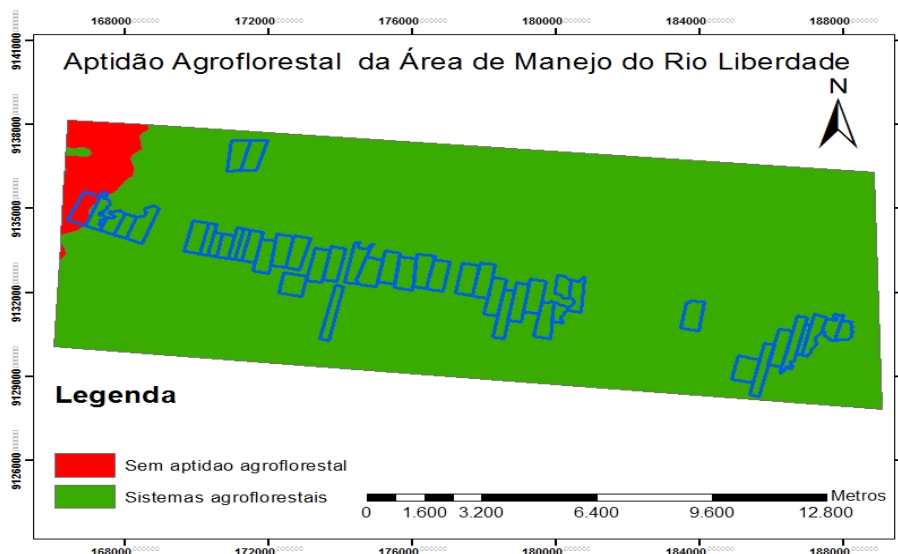 168000 172000 176000 180000 184000 188000
Aptidão Agroflorestal da Área de Manejo do Rio Liberdade
N
9141000
9138000
9135000
9132000
9129000
9126000
Legenda
Sem aptidao agroflorestal
Sistemas agroflorestais
Metros
0 1.600 3.200 6.400 9.600 12.800
168000 172000 176000 180000 184000 188000